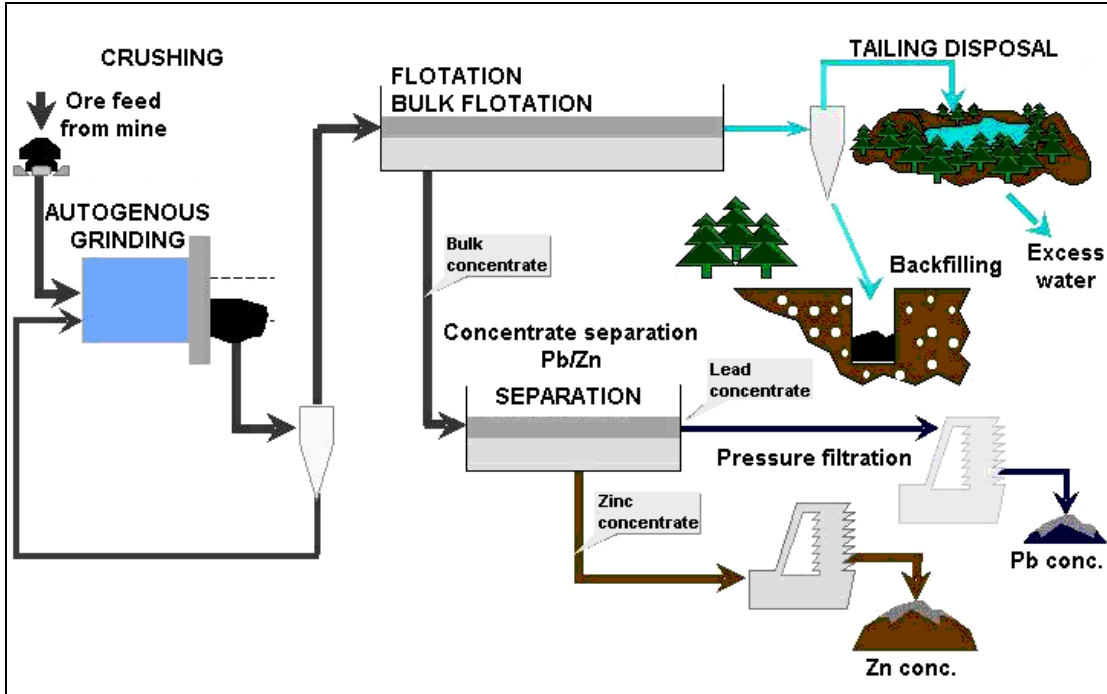 CRUSHING
Ore feed
from mine
AUTOGENOUS
GRINDING
FLOTATION
BULK FLOTATION
TAILING DISPOSAL
Excess
water
Backfilling
Bulk
concentrate
Concentrate separation
Pb/Zn
SEPARATION
Lead
concentrate
Pressure filtration
Zinc
concentrate
Pb conc.
Zn conc.